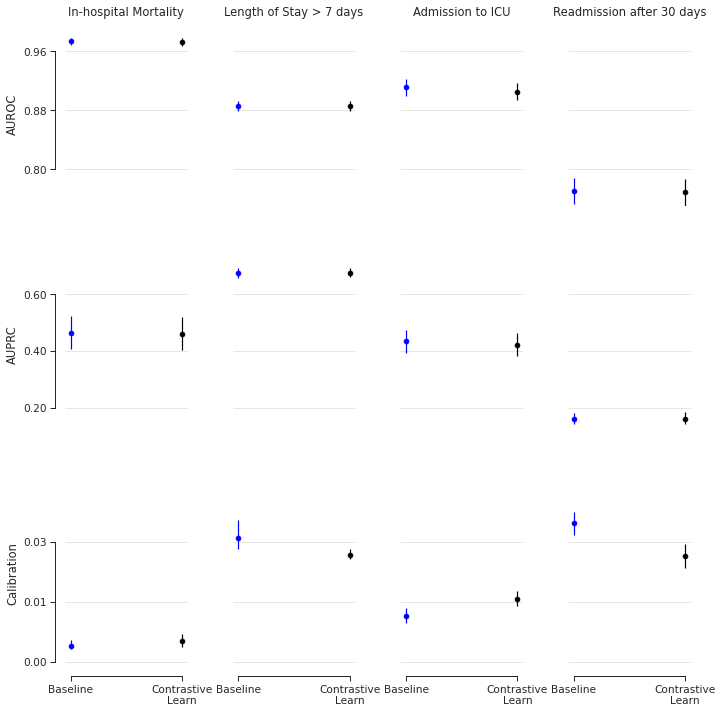 In-hospital Mortality Length of Stay > 7 days Admission to ICU Readmission after 30 days
AUROC
0.96
0.88
0.80
AUPRC
0.60
0.40
0.20
Calibration
0.03
0.01
0.00
Baseline Contrastive Learn Baseline Contrastive Learn Baseline Contrastive Learn Baseline Contrastive Learn